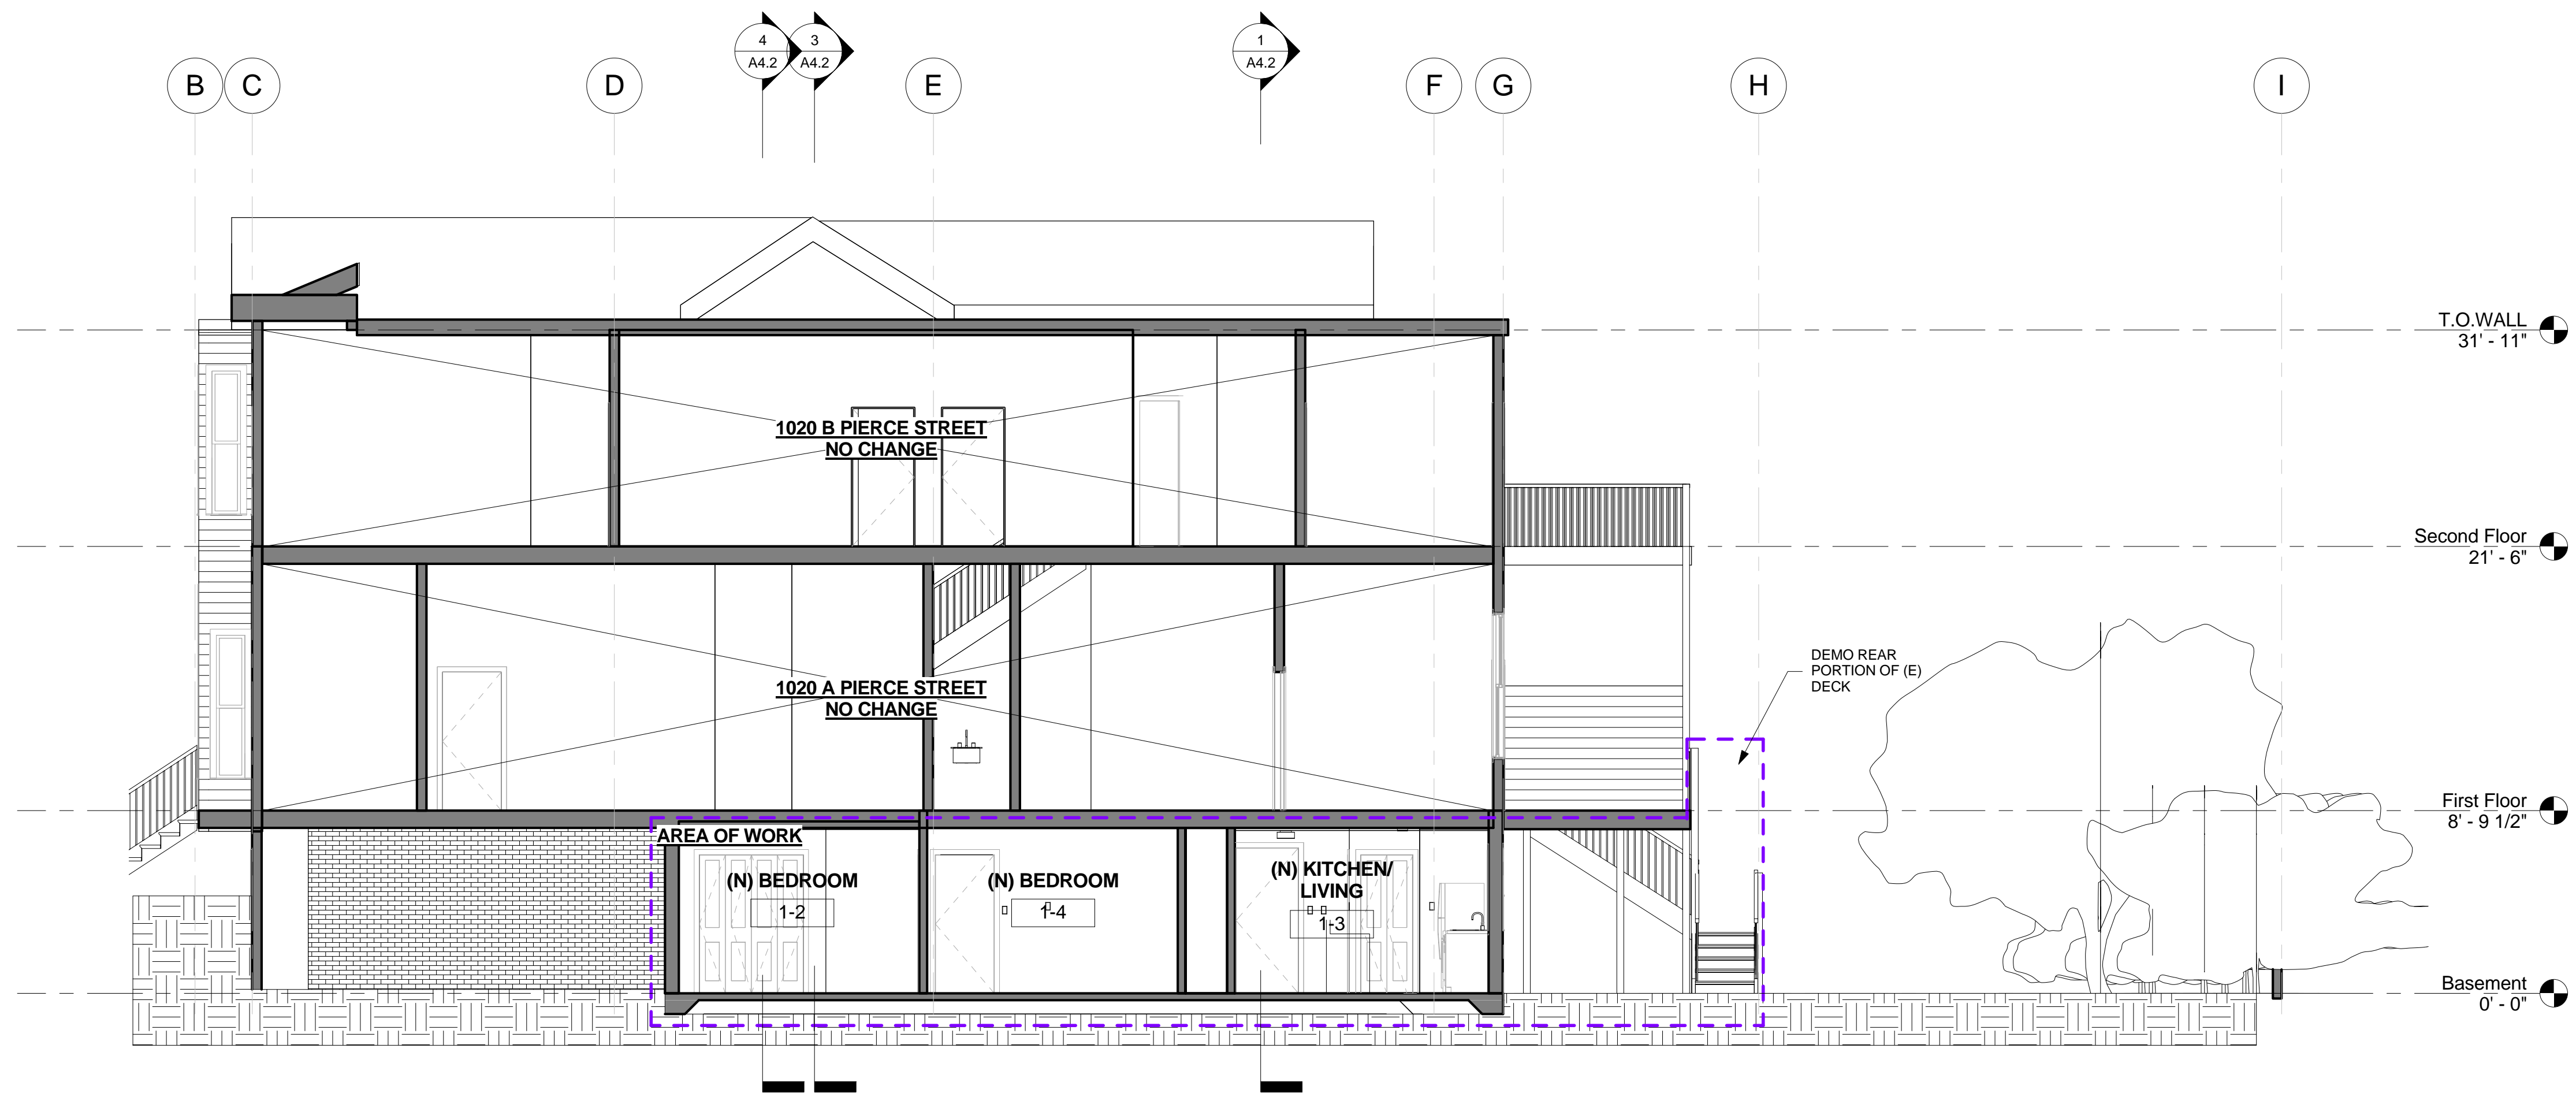 4
A4.2
3
A4.2
1
A4.2
B
C
D
E
F
G
H
I
T.O.WALL
31' - 11"
1020 B PIERCE STREET
NO CHANGE
Second Floor
21' - 6"
DEMO REAR
PORTION OF (E)
DECK
1020 A PIERCE STREET
NO CHANGE
First Floor
8' - 9 1/2"
AREA OF WORK
(N) BEDROOM
1-2
(N) BEDROOM
1-4
(N) KITCHEN/
LIVING
1-3
Basement
0' - 0"